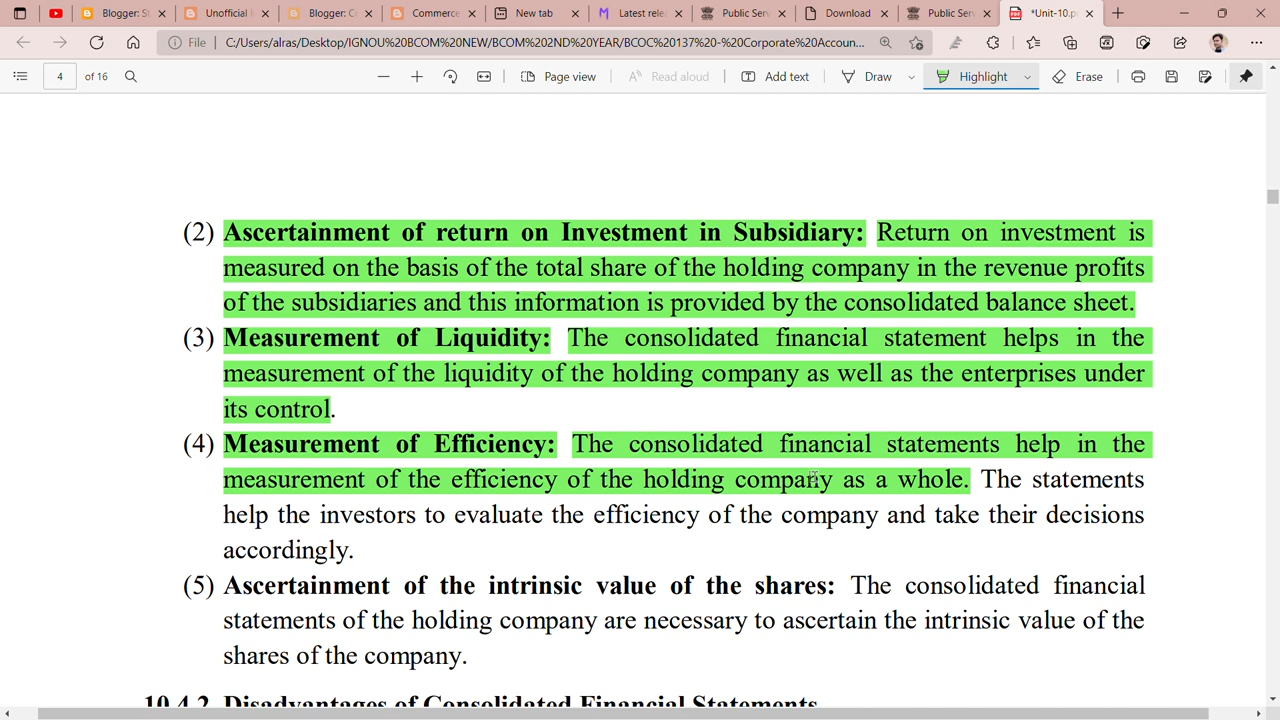 Blogger: St
Unofficial I
Blogger: C
Commerce
New tab
Latest rele
Public Serv
Download
Public Serv
*Unit-10.p
File
C:/Users/alras/Desktop/IGNOU%20BCOM%20NEW/BCOM%202ND%20YEAR/BCOC%20137%20-%20Corporate%20Accoun...
4 of 16
Page view
Read aloud
Add text
Draw
Highlight
Erase
(2) Ascertainment of return on Investment in Subsidiary: Return on investment is
measured on the basis of the total share of the holding company in the revenue profits
of the subsidiaries and this information is provided by the consolidated balance sheet.
(3) Measurement of Liquidity: The consolidated financial statement helps in the
measurement of the liquidity of the holding company as well as the enterprises under
its control.
(4) Measurement of Efficiency: The consolidated financial statements help in the
measurement of the efficiency of the holding company as a whole. The statements
help the investors to evaluate the efficiency of the company and take their decisions
accordingly.
(5) Ascertainment of the intrinsic value of the shares: The consolidated financial
statements of the holding company are necessary to ascertain the intrinsic value of the
shares of the company.
10.4.2 Disadvantages of Consolidated Financial Statements